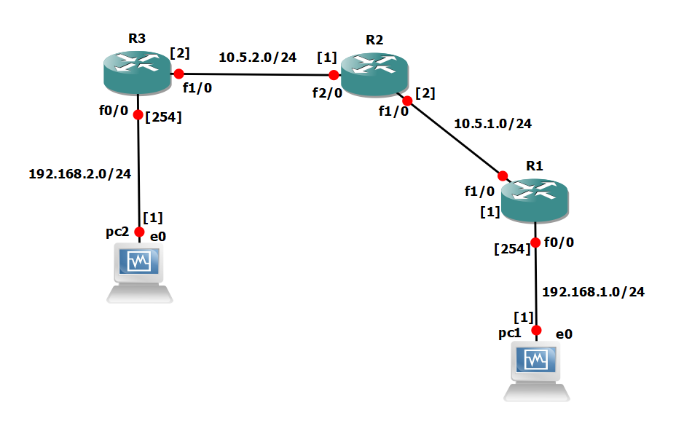 R3
[2]
10.5.2.0/24
[1]
R2
f1/0
f2/0
[2]
f0/0
[254]
f1/0
10.5.1.0/24
192.168.2.0/24
R1
f1/0
[1]
[1]
pc2
e0
[254]
f0/0
192.168.1.0/24
[1]
pc1
e0